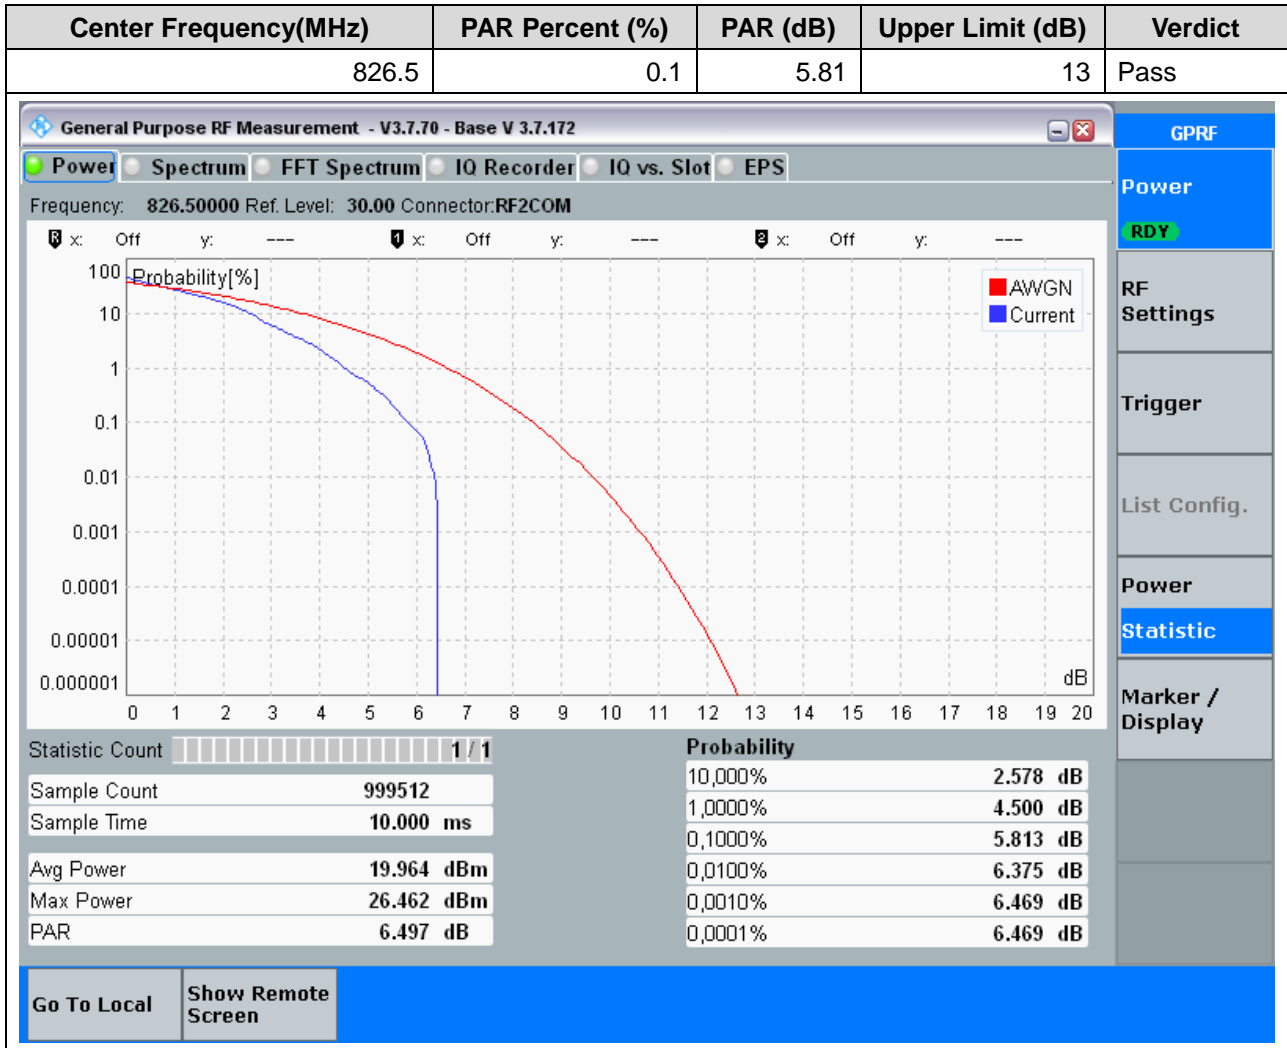 Center Frequency(MHz) PAR Percent (%) PAR (dB) Upper Limit (dB) Verdict
826.5 0.1 5.81 13 Pass
General Purpose RF Measurement - V3.7.70 - Base V 3.7.172
GPRF
Power Spectrum FFT Spectrum IQ Recorder IQ vs. Slot EPS
Power
RDY
Frequency: 826.50000 Ref. Level: 30.00 Connector:RF2COM
R x: Off y: --- 1 x: Off y: --- 2 x: Off y: ---
Probability[%]
AWGN
Current
100
10
1
0.1
0.01
0.001
0.0001
0.00001
0.000001
dB
0 1 2 3 4 5 6 7 8 9 10 11 12 13 14 15 16 17 18 19 20
RF
Settings
Trigger
List Config.
Power
Statistic
Marker /
Display
Statistic Count 1 / 1
Sample Count 999512
Sample Time 10.000 ms
Avg Power 19.964 dBm
Max Power 26.462 dBm
PAR 6.497 dB
Probability
10,000% 2.578 dB
1,0000% 4.500 dB
0,1000% 5.813 dB
0,0100% 6.375 dB
0,0010% 6.469 dB
0,0001% 6.469 dB
Go To Local
Show Remote
Screen